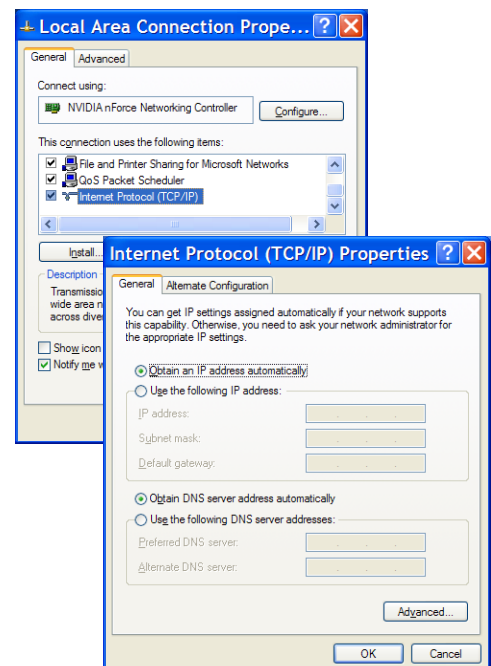 Local Area Connection Prope...
General Advanced
Connect using:
NVIDIA nForce Networking Controller
Configure...
This connection uses the following items:
File and Printer Sharing for Microsoft Networks
QoS Packet Scheduler
Internet Protocol (TCP/IP)
Install...
Description
Transmissio
wide area n
across diver
Show icon
Notify me w
Internet Protocol (TCP/IP) Properties
General Alternate Configuration
You can get IP settings assigned automatically if your network supports
this capability. Otherwise, you need to ask your network administrator for
the appropriate IP settings.
Obtain an IP address automatically
Use the following IP address:
IP address:
Subnet mask:
Default gateway:
Obtain DNS server address automatically
Use the following DNS server addresses:
Preferred DNS server:
Alternate DNS server:
Advanced...
OK Cancel